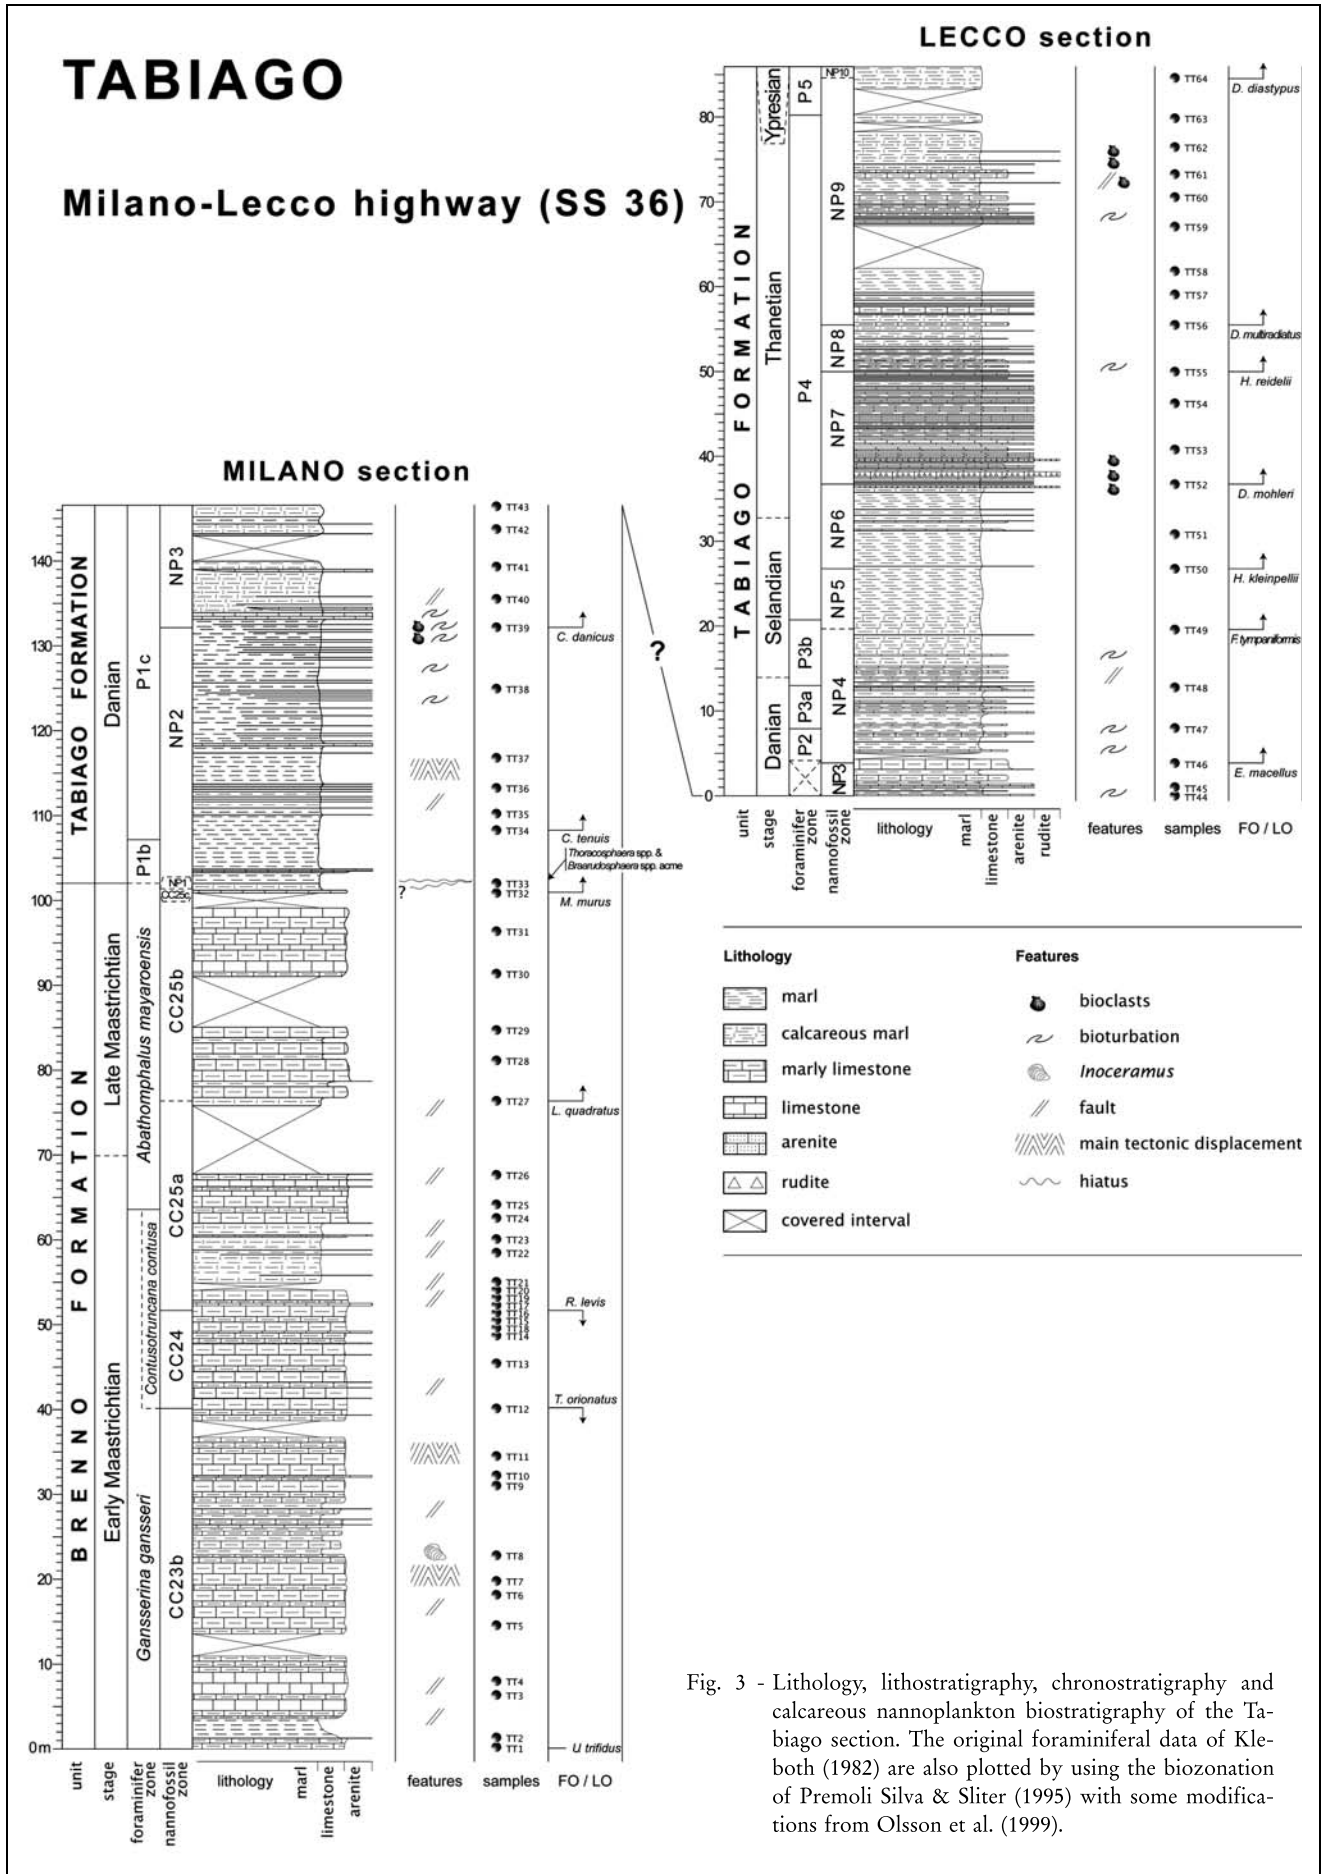 TABIAGO
Milano-Lecco highway (SS 36)
LECCO section
80
70
60
50
40
30
20
10
0
TABIAGO FORMATION
Ypresian
Thanetian
Selandian
Danian
P5
P4
P3b
P3a
P2
NP10
NP9
NP8
NP7
NP6
NP5
NP4
NP3
TT64
TT63
TT62
TT61
TT60
TT59
TT58
TT57
TT56
TT55
TT54
TT53
TT52
TT51
TT50
TT49
TT48
TT47
TT46
TT45
TT44
D. diastypus
D. multiradiatus
H. reidelii
D. mohleri
H. kleinpellii
F. tympaniformis
E. macellus
unit
stage
foraminifer zone
nannofossil zone
lithology
marl
limestone
arenite
rudite
features
samples
FO / LO
MILANO section
?
140
130
120
110
100
90
80
70
60
50
40
30
20
10
0m
TABIAGO FORMATION
BRENNO FORMATION
Danian
Late Maastrichtian
Early Maastrichtian
P1c
P1b
Abathomphalus mayaroensis
Contusotruncana contusa
Gansserina gansseri
NP3
NP2
NP1
CC25c
CC25b
CC25a
CC24
CC23b
?
TT43
TT42
TT41
TT40
TT39
TT38
TT37
TT36
TT35
TT34
TT33
TT32
TT31
TT30
TT29
TT28
TT27
TT26
TT25
TT24
TT23
TT22
TT21
TT20
TT19
TT17
TT16
TT15
TT18
TT14
TT13
TT12
TT11
TT10
TT9
TT8
TT7
TT6
TT5
TT4
TT3
TT2
TT1
C. danicus
C. tenuis
Thoracosphaera spp. &
Braarudosphaera spp. acme
M. murus
L. quadratus
R. levis
T. orionatus
U trifidus
unit
stage
foraminifer zone
nannofossil zone
lithology
marl
limestone
arenite
features
samples
FO / LO
Lithology
marl
calcareous marl
marly limestone
limestone
arenite
rudite
covered interval
Features
bioclasts
bioturbation
Inoceramus
fault
main tectonic displacement
hiatus
Fig. 3 - Lithology, lithostratigraphy, chronostratigraphy and
calcareous nannoplankton biostratigraphy of the Ta-
biago section. The original foraminiferal data of Kle-
both (1982) are also plotted by using the biozonation
of Premoli Silva & Sliter (1995) with some modifica-
tions from Olsson et al. (1999).